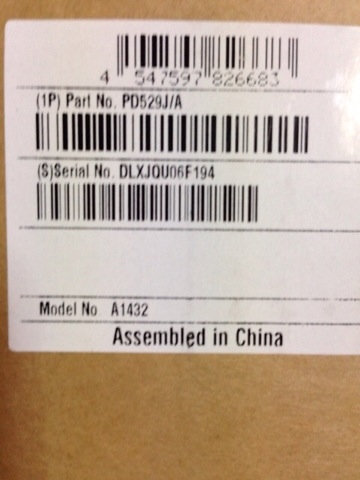 4 547597 826683
(1P) Part No. PD529J/A
(S)Serial No. DLXJQU06F194
Model No A1432
Assembled in China